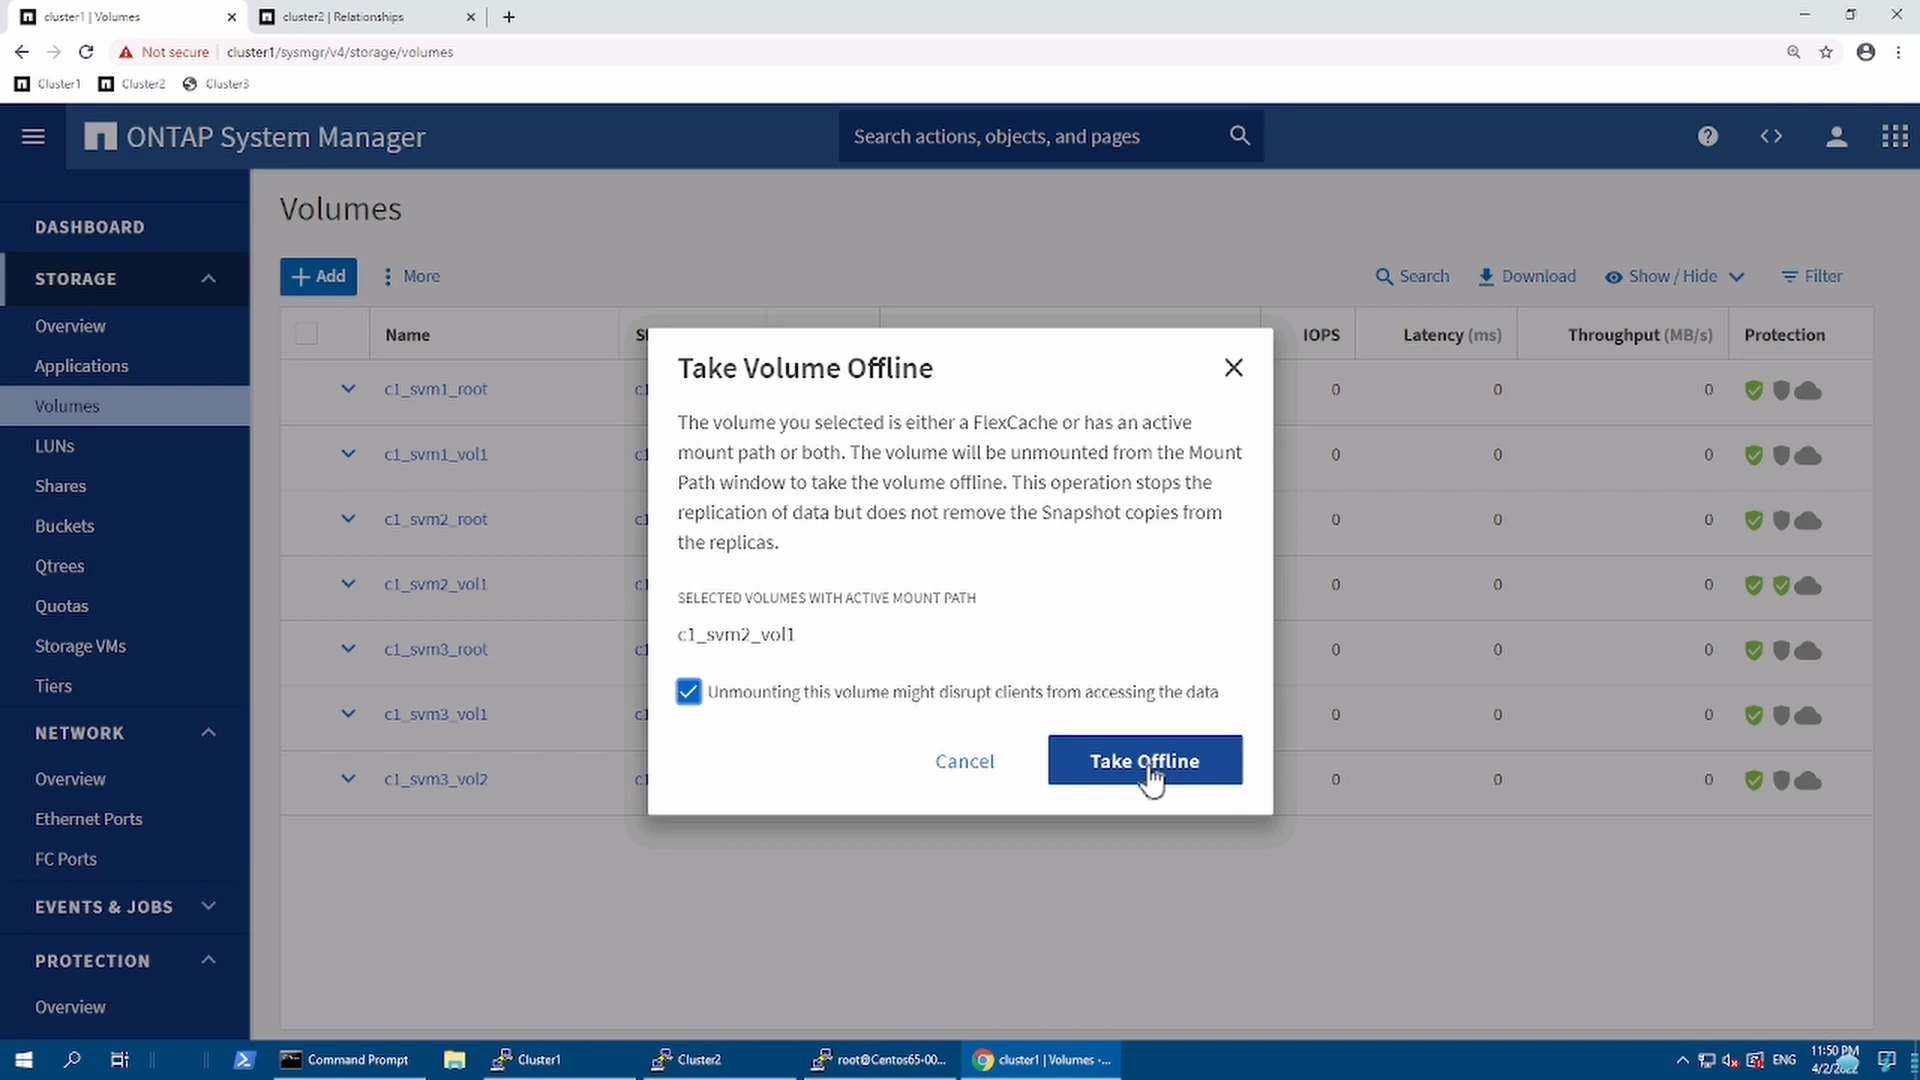 cluster1 | Volumes
cluster2 | Relationships
Not secure
cluster1/sysmgr/v4/storage/volumes
Cluster1
Cluster2
Cluster3
ONTAP System Manager
Search actions, objects, and pages
DASHBOARD
STORAGE
Overview
Applications
Volumes
LUNs
Shares
Buckets
Qtrees
Quotas
Storage VMs
Tiers
NETWORK
Overview
Ethernet Ports
FC Ports
EVENTS & JOBS
PROTECTION
Overview
Volumes
Add
More
Search
Download
Show / Hide
Filter
Name
IOPS
Latency (ms)
Throughput (MB/s)
Protection
c1_svm1_root
0 0 0
c1_svm1_vol1
0 0 0
c1_svm2_root
0 0 0
c1_svm2_vol1
0 0 0
c1_svm3_root
0 0 0
c1_svm3_vol1
0 0 0
c1_svm3_vol2
0 0 0
Take Volume Offline
The volume you selected is either a FlexCache or has an active
mount path or both. The volume will be unmounted from the Mount
Path window to take the volume offline. This operation stops the
replication of data but does not remove the Snapshot copies from
the replicas.
SELECTED VOLUMES WITH ACTIVE MOUNT PATH
c1_svm2_vol1
Unmounting this volume might disrupt clients from accessing the data
Cancel
Take Offline
Command Prompt
Cluster1
Cluster2
root@Centos65-00...
cluster1 | Volumes -...
ENG
11:50 PM